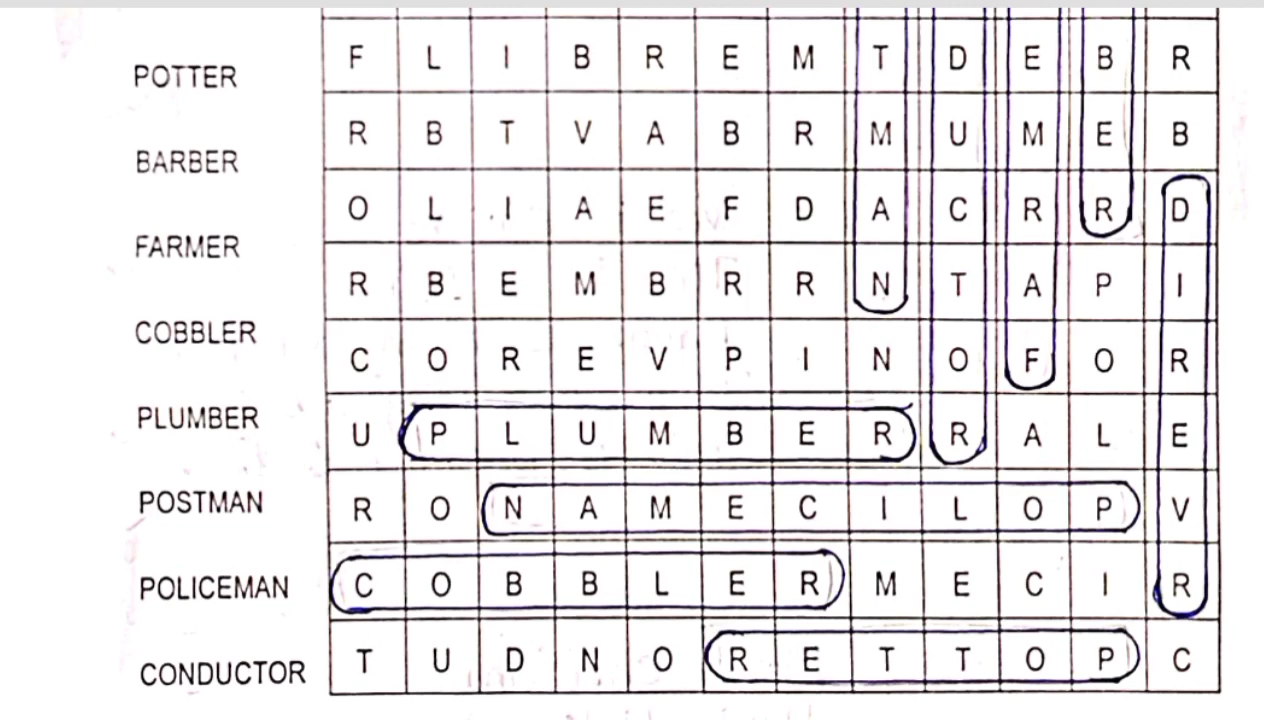 F L I B R E M T D E B R
POTTER
R B T V A B R M U M E B
BARBER
O L I A E F D A C R R D
FARMER
R B E M B R R N T A P I
COBBLER
C O R E V P I N O F O R
PLUMBER
U P L U M B E R R A L E
POSTMAN
R O N A M E C I L O P V
POLICEMAN
C O B B L E R M E C I R
CONDUCTOR
T U D N O R E T T O P C